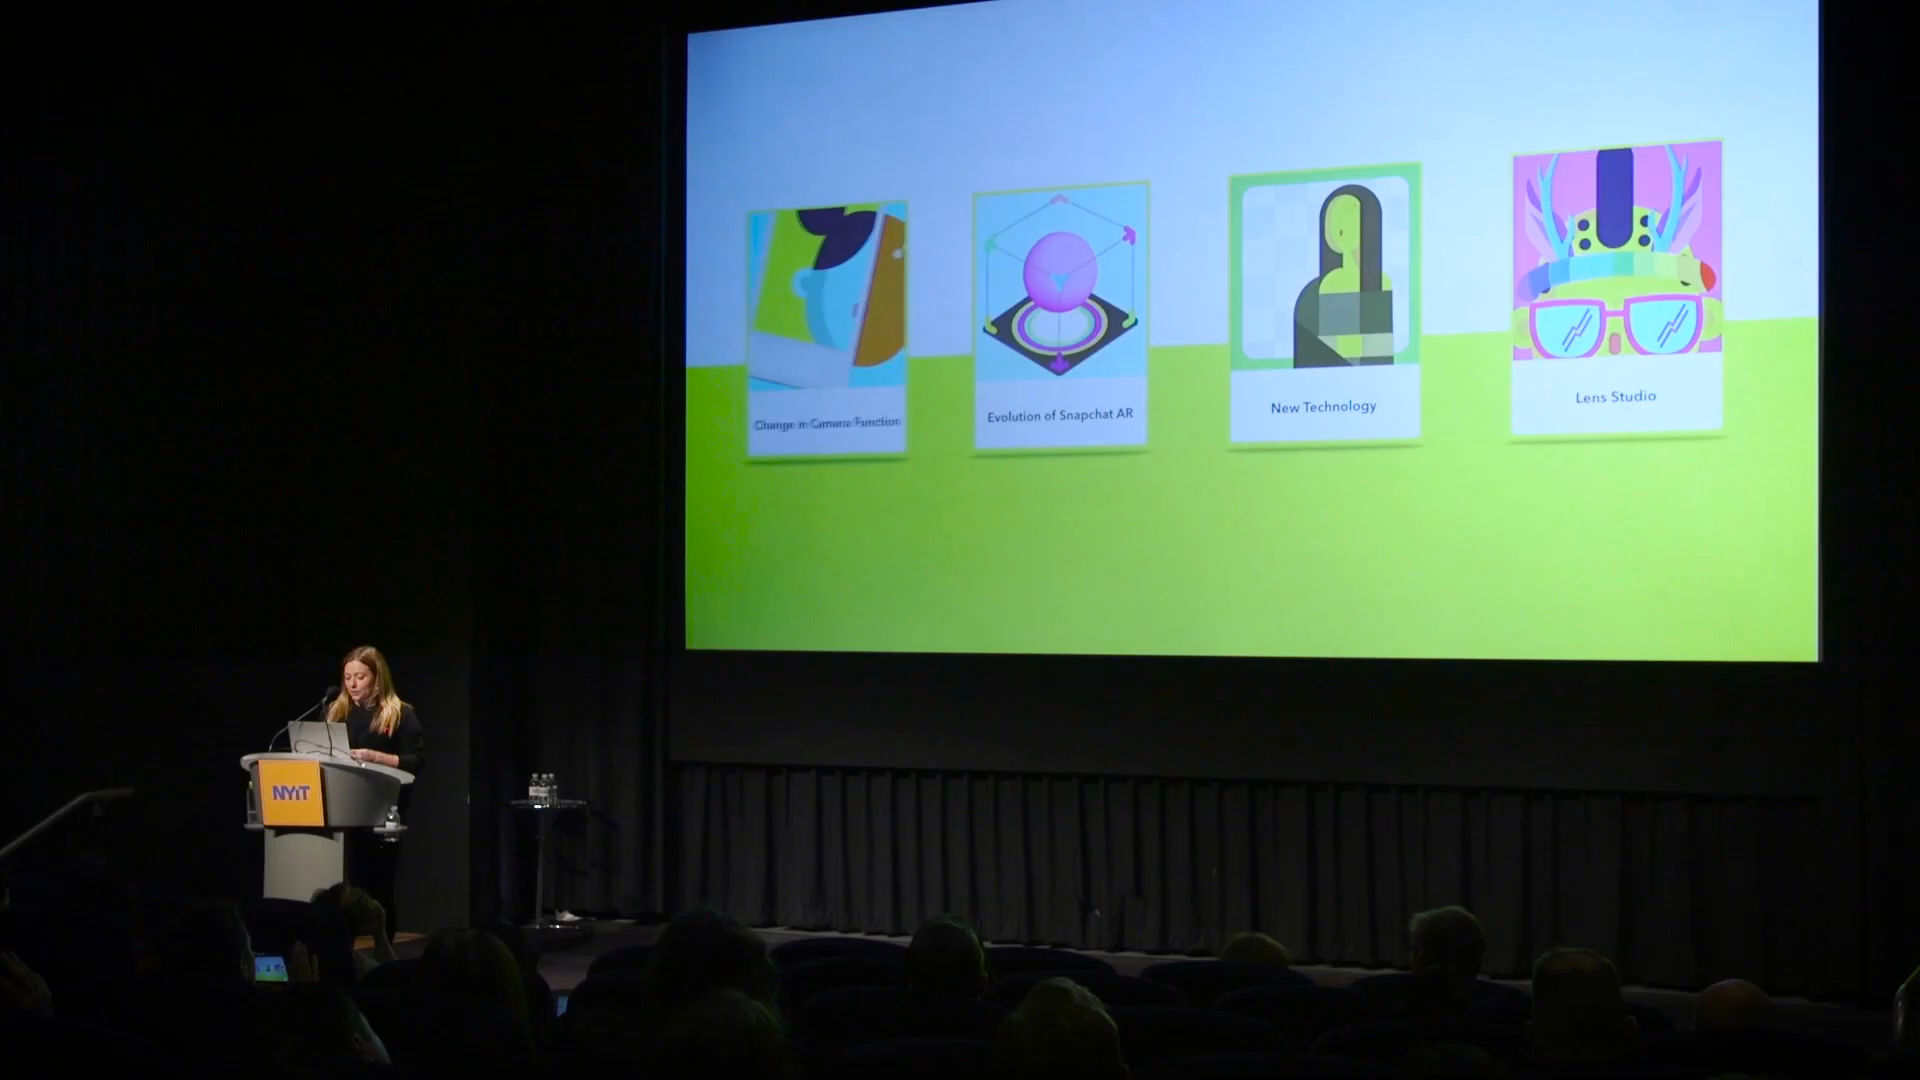 Change in Camera Function
Evolution of Snapchat AR
New Technology
Lens Studio
NYIT